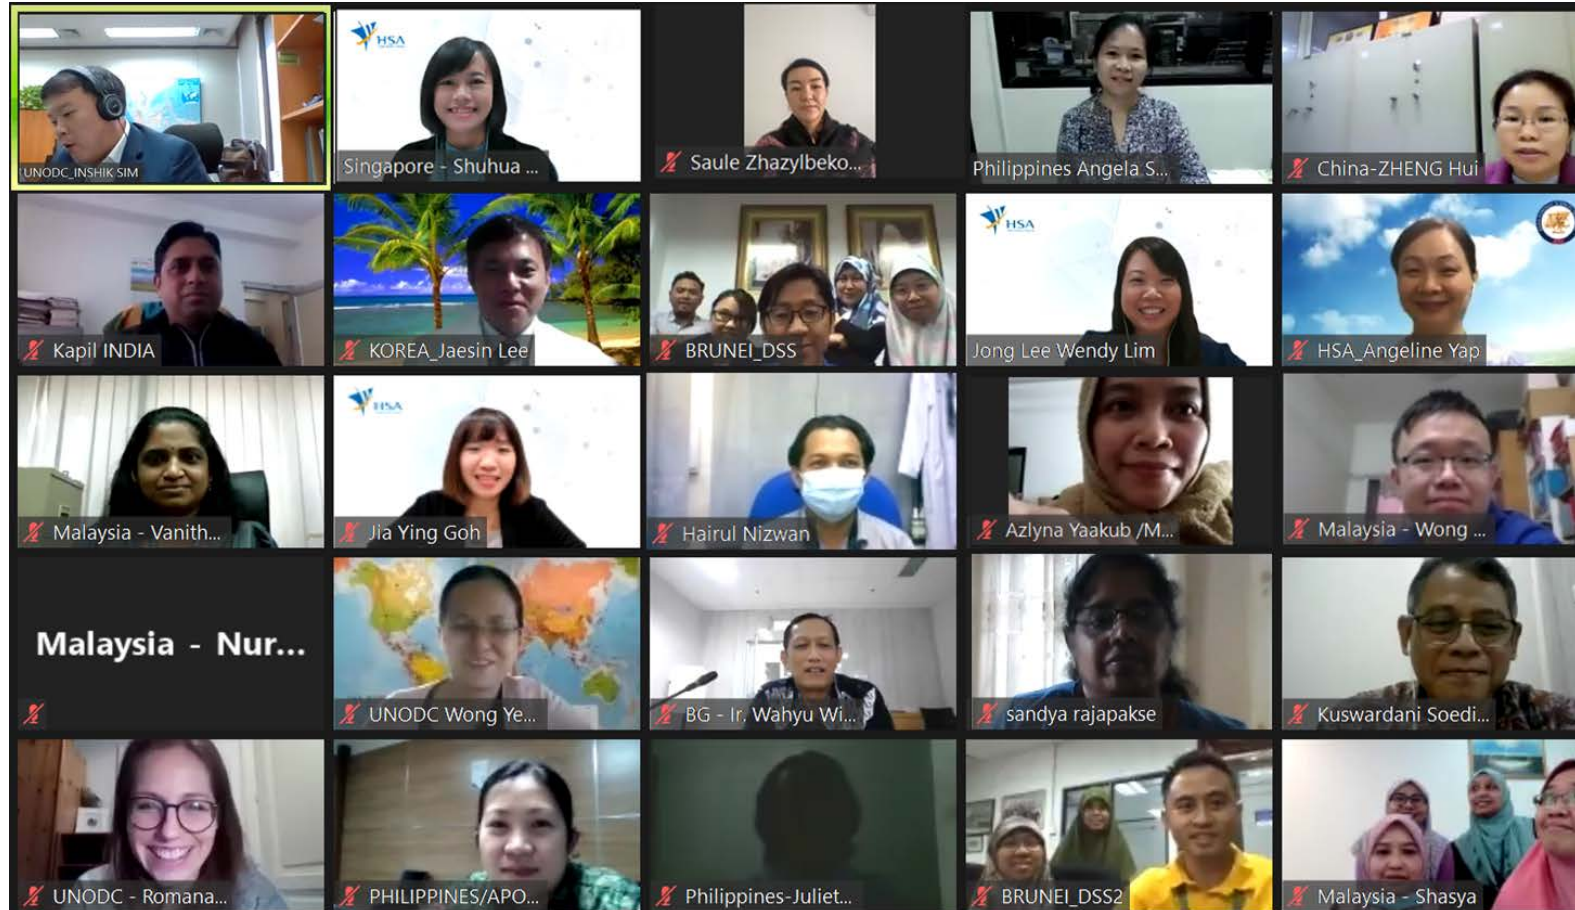 UNODC_INSHIK SIM
HSA
Singapore - Shuhua ...
Saule Zhazylbeko...
Philippines Angela S...
China-ZHENG Hui
Kapil INDIA
KOREA_Jaesin Lee
BRUNEI_DSS
HSA
Jong Lee Wendy Lim
HSA_Angeline Yap
Malaysia - Vanith...
HSA
Jia Ying Goh
Hairul Nizwan
Azlyna Yaakub /M...
Malaysia - Wong ...
Malaysia - Nur...
UNODC Wong Ye...
BG - Ir. Wahyu Wi...
sandya rajapakse
Kuswardani Soedi...
UNODC - Romana...
PHILIPPINES/APO...
Philippines-Juliet...
BRUNEI_DSS2
Malaysia - Shasya